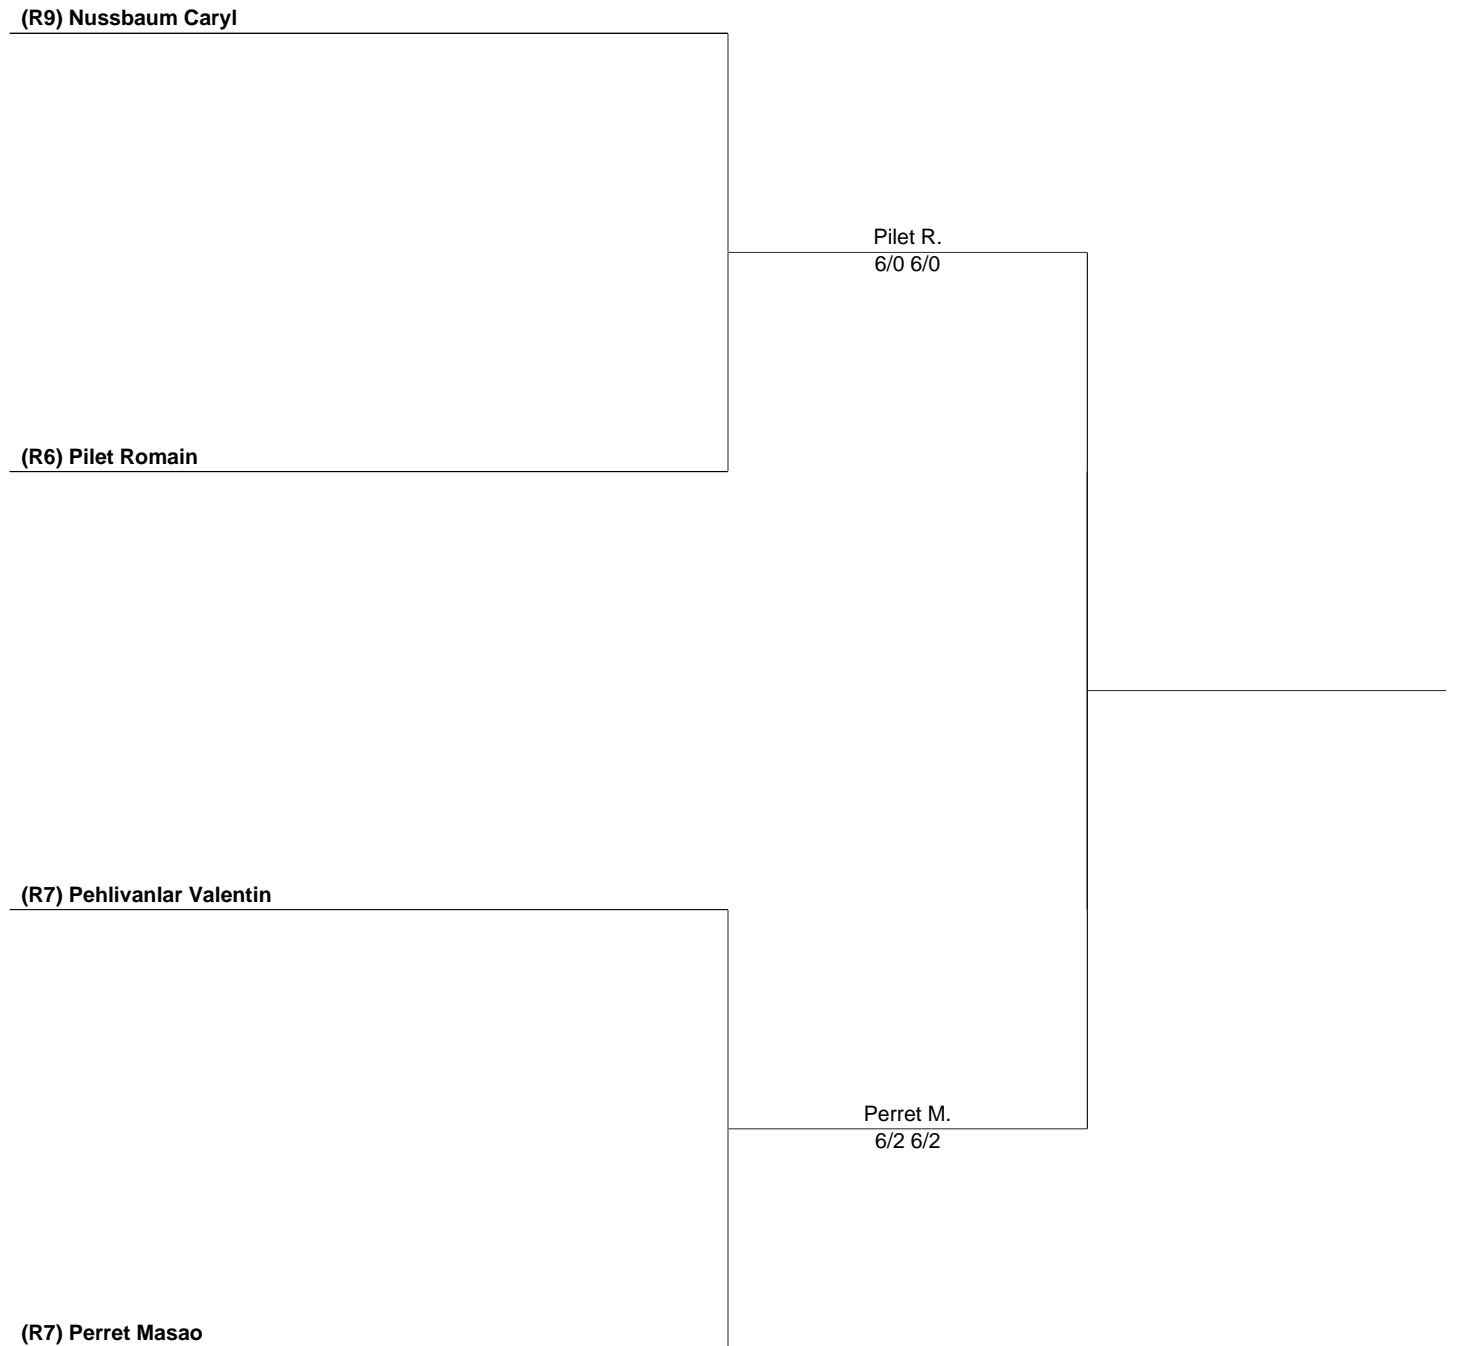 (R9) Nussbaum Caryl
Pilet R.
6/0 6/0
(R6) Pilet Romain
(R7) Pehlivanlar Valentin
Perret M.
6/2 6/2
(R7) Perret Masao